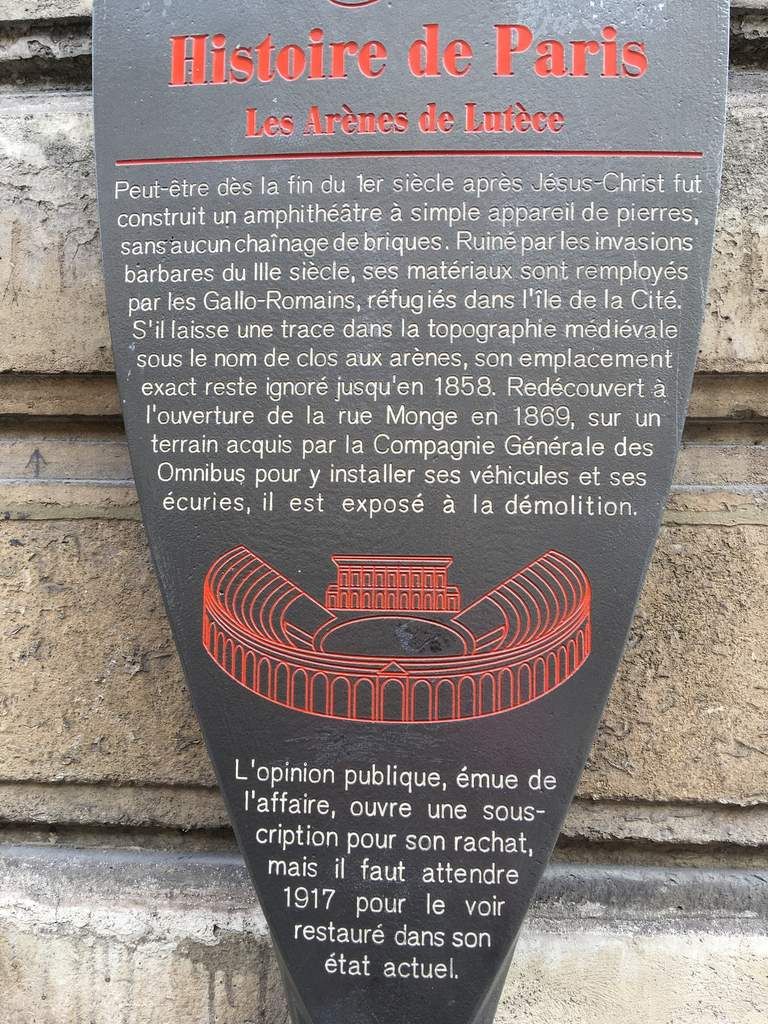 Histoire de Paris
Les Arènes de Lutèce
Peut-être dès la fin du 1er siècle après Jésus-Christ fut
construit un amphithéâtre à simple appareil de pierres,
sans aucun chaînage de briques. Ruiné par les invasions
barbares du IIIe siècle, ses matériaux sont remployés
par les Gallo-Romains, réfugiés dans l'île de la Cité.
S'il laisse une trace dans la topographie médiévale
sous le nom de clos aux arènes, son emplacement
exact reste ignoré jusqu'en 1858. Redécouvert à
l'ouverture de la rue Monge en 1869, sur un
terrain acquis par la Compagnie Générale des
Omnibus pour y installer ses véhicules et ses
écuries, il est exposé à la démolition.
L'opinion publique, émue de
l'affaire, ouvre une sous-
cription pour son rachat,
mais il faut attendre
1917 pour le voir
restauré dans son
état actuel.